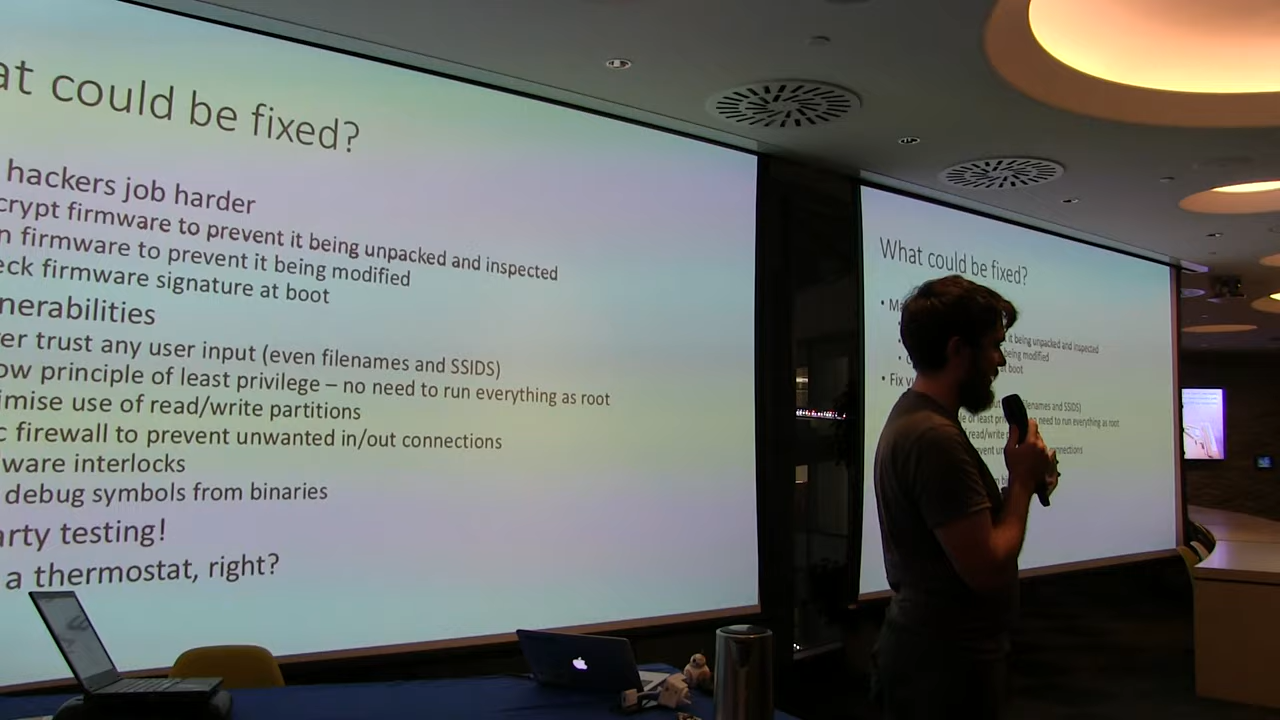 at could be fixed?
hackers job harder
crypt firmware to prevent it being unpacked and inspected
n firmware to prevent it being modified
eck firmware signature at boot
nerabilities
er trust any user input (even filenames and SSIDS)
ow principle of least privilege – no need to run everything as root
imise use of read/write partitions
c firewall to prevent unwanted in/out connections
ware interlocks
debug symbols from binaries
arty testing!
a thermostat, right?
What could be fixed?
• Ma
it being unpacked and inspected
being modified
boot
• Fix vu
filenames and SSIDS)
le of least pri no need to run everything as root
read/write
connections